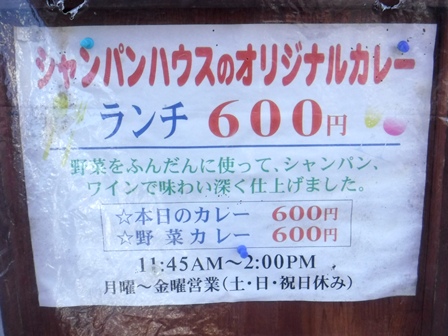 シャンパンハウスのオリジナルカレー
ランチ 600円
野菜をふんだんに使って、シャンパン、
ワインで味わい深く仕上げました。
☆本日のカレー 600円
☆野 菜 カレー 600円
11:45AM〜2:00PM
月曜〜金曜営業(土・日・祝日休み)